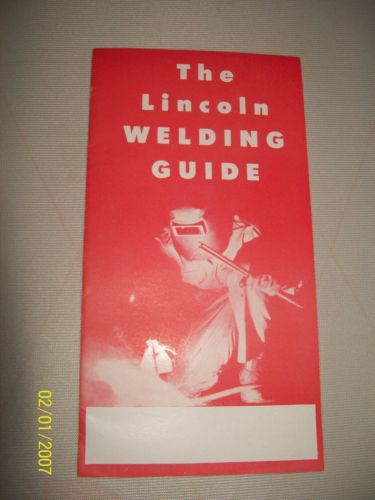 The
Lincoln
WELDING
GUIDE
02/01/2007